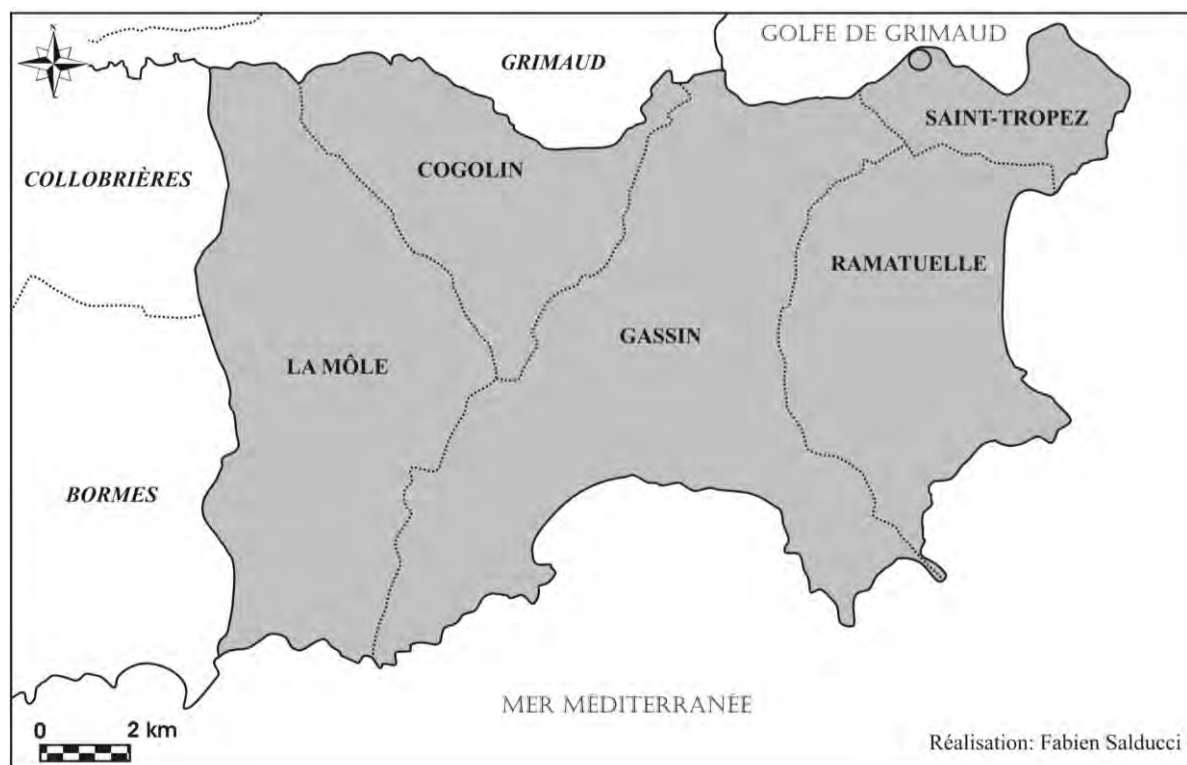 N
GOLFE DE GRIMAUD
GRIMAUD
SAINT-TROPEZ
COGOLIN
COLLOBRIÈRES
RAMATUELLE
GASSIN
LA MÔLE
BORMES
MER MÉDITERRANÉE
0 2 km
Réalisation: Fabien Salducci